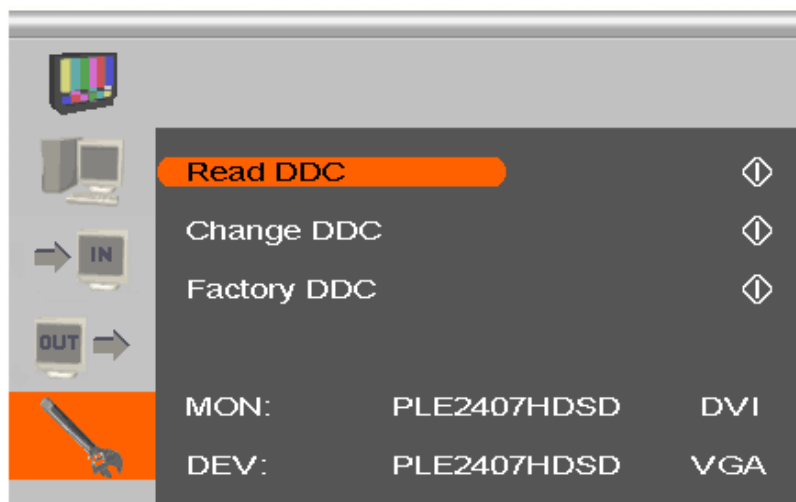 Read DDC
Change DDC
IN
Factory DDC
OUT
MON: PLE2407HDSD DVI
DEV: PLE2407HDSD VGA